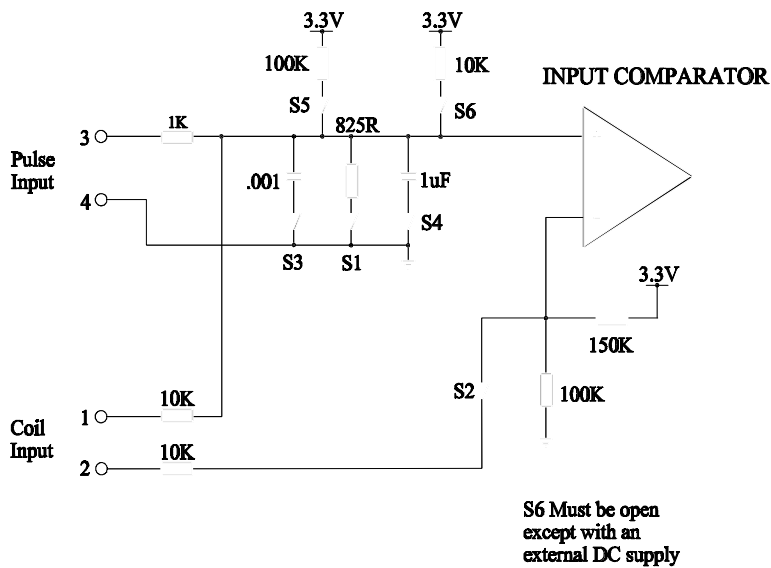 3.3V
3.3V
100K
10K
INPUT COMPARATOR
S5
S6
1K
825R
3
Pulse
Input
.001
1uF
4
S4
S3
S1
3.3V
150K
S2
100K
10K
1
Coil
Input
10K
2
S6 Must be open
except with an
external DC supply